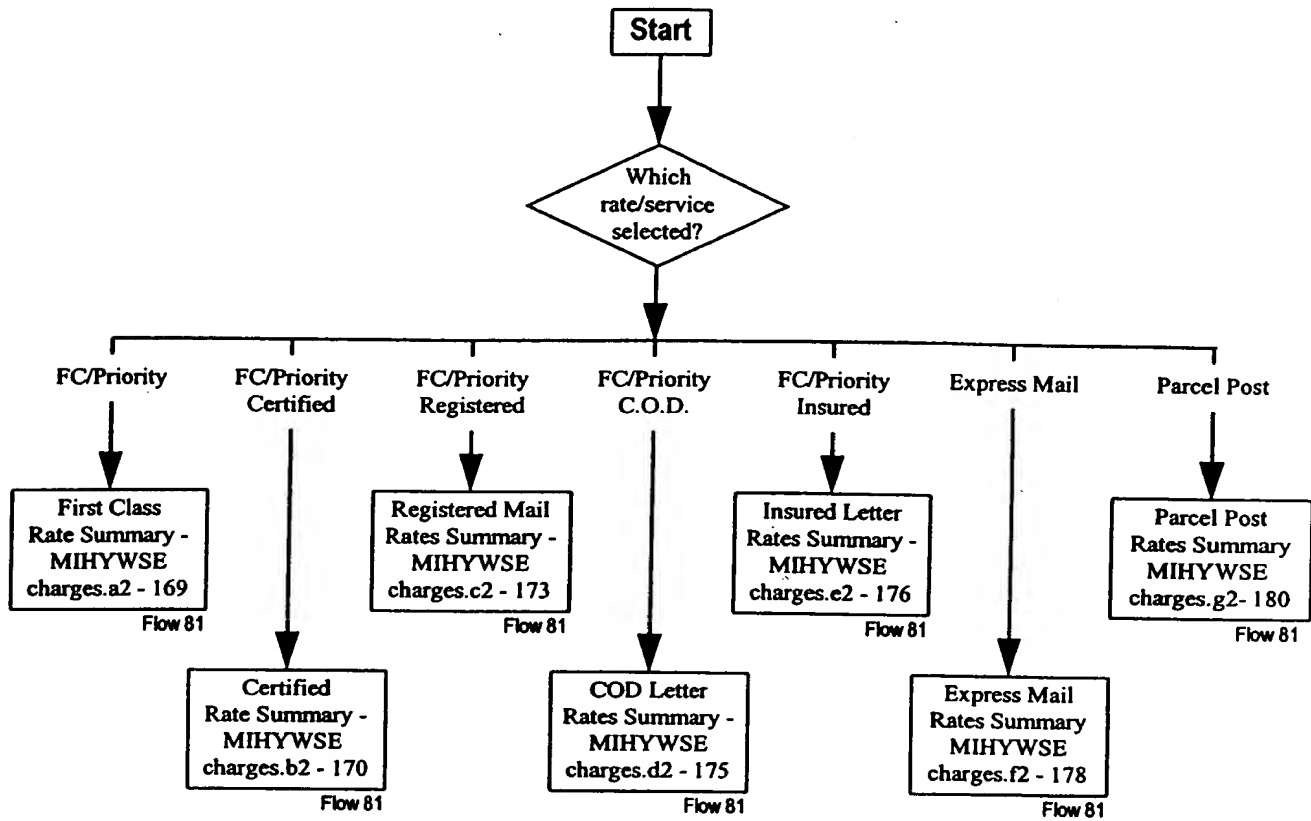 Start
Which
rate/service
selected?
FC/Priority
FC/Priority
Certified
FC/Priority
Registered
FC/Priority
C.O.D.
FC/Priority
Insured
Express Mail
Parcel Post
First Class
Rate Summary -
MIHYWSE
charges.a2 - 169
Flow 81
Registered Mail
Rates Summary -
MIHYWSE
charges.c2 - 173
Flow 81
Insured Letter
Rates Summary -
MIHYWSE
charges.e2 - 176
Flow 81
Parcel Post
Rates Summary
MIHYWSE
charges.g2- 180
Flow 81
Certified
Rate Summary -
MIHYWSE
charges.b2 - 170
Flow 81
COD Letter
Rates Summary -
MIHYWSE
charges.d2 - 175
Flow 81
Express Mail
Rates Summary
MIHYWSE
charges.f2 - 178
Flow 81